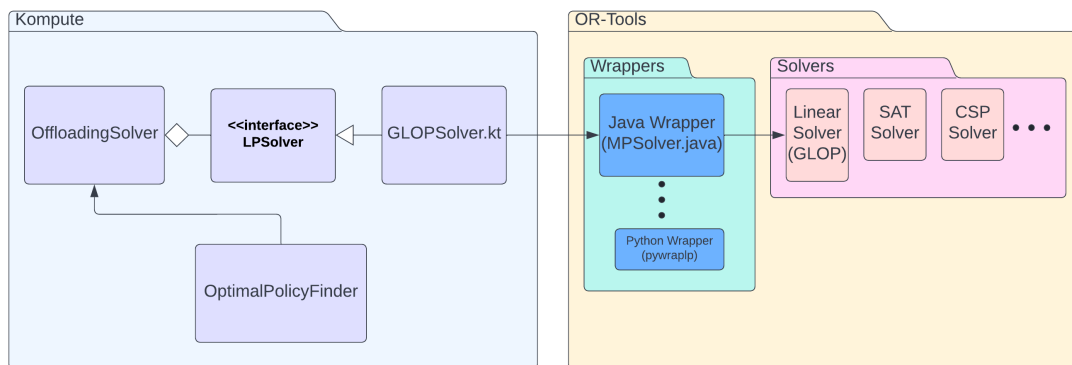 Kompute
OffloadingSolver
<<interface>>
LPSolver
GLOPSolver.kt
OptimalPolicyFinder
OR-Tools
Wrappers
Java Wrapper
(MPSolver.java)
Python Wrapper
(pywraplp)
Solvers
Linear
Solver
(GLOP)
SAT
Solver
CSP
Solver